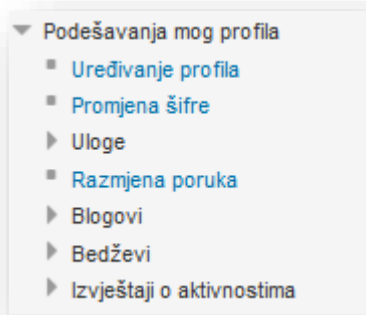 Podešavanja mog profila
Uređivanje profila
Promjena šifre
Uloge
Razmjena poruka
Blogovi
Bedževi
Izvještaji o aktivnostima